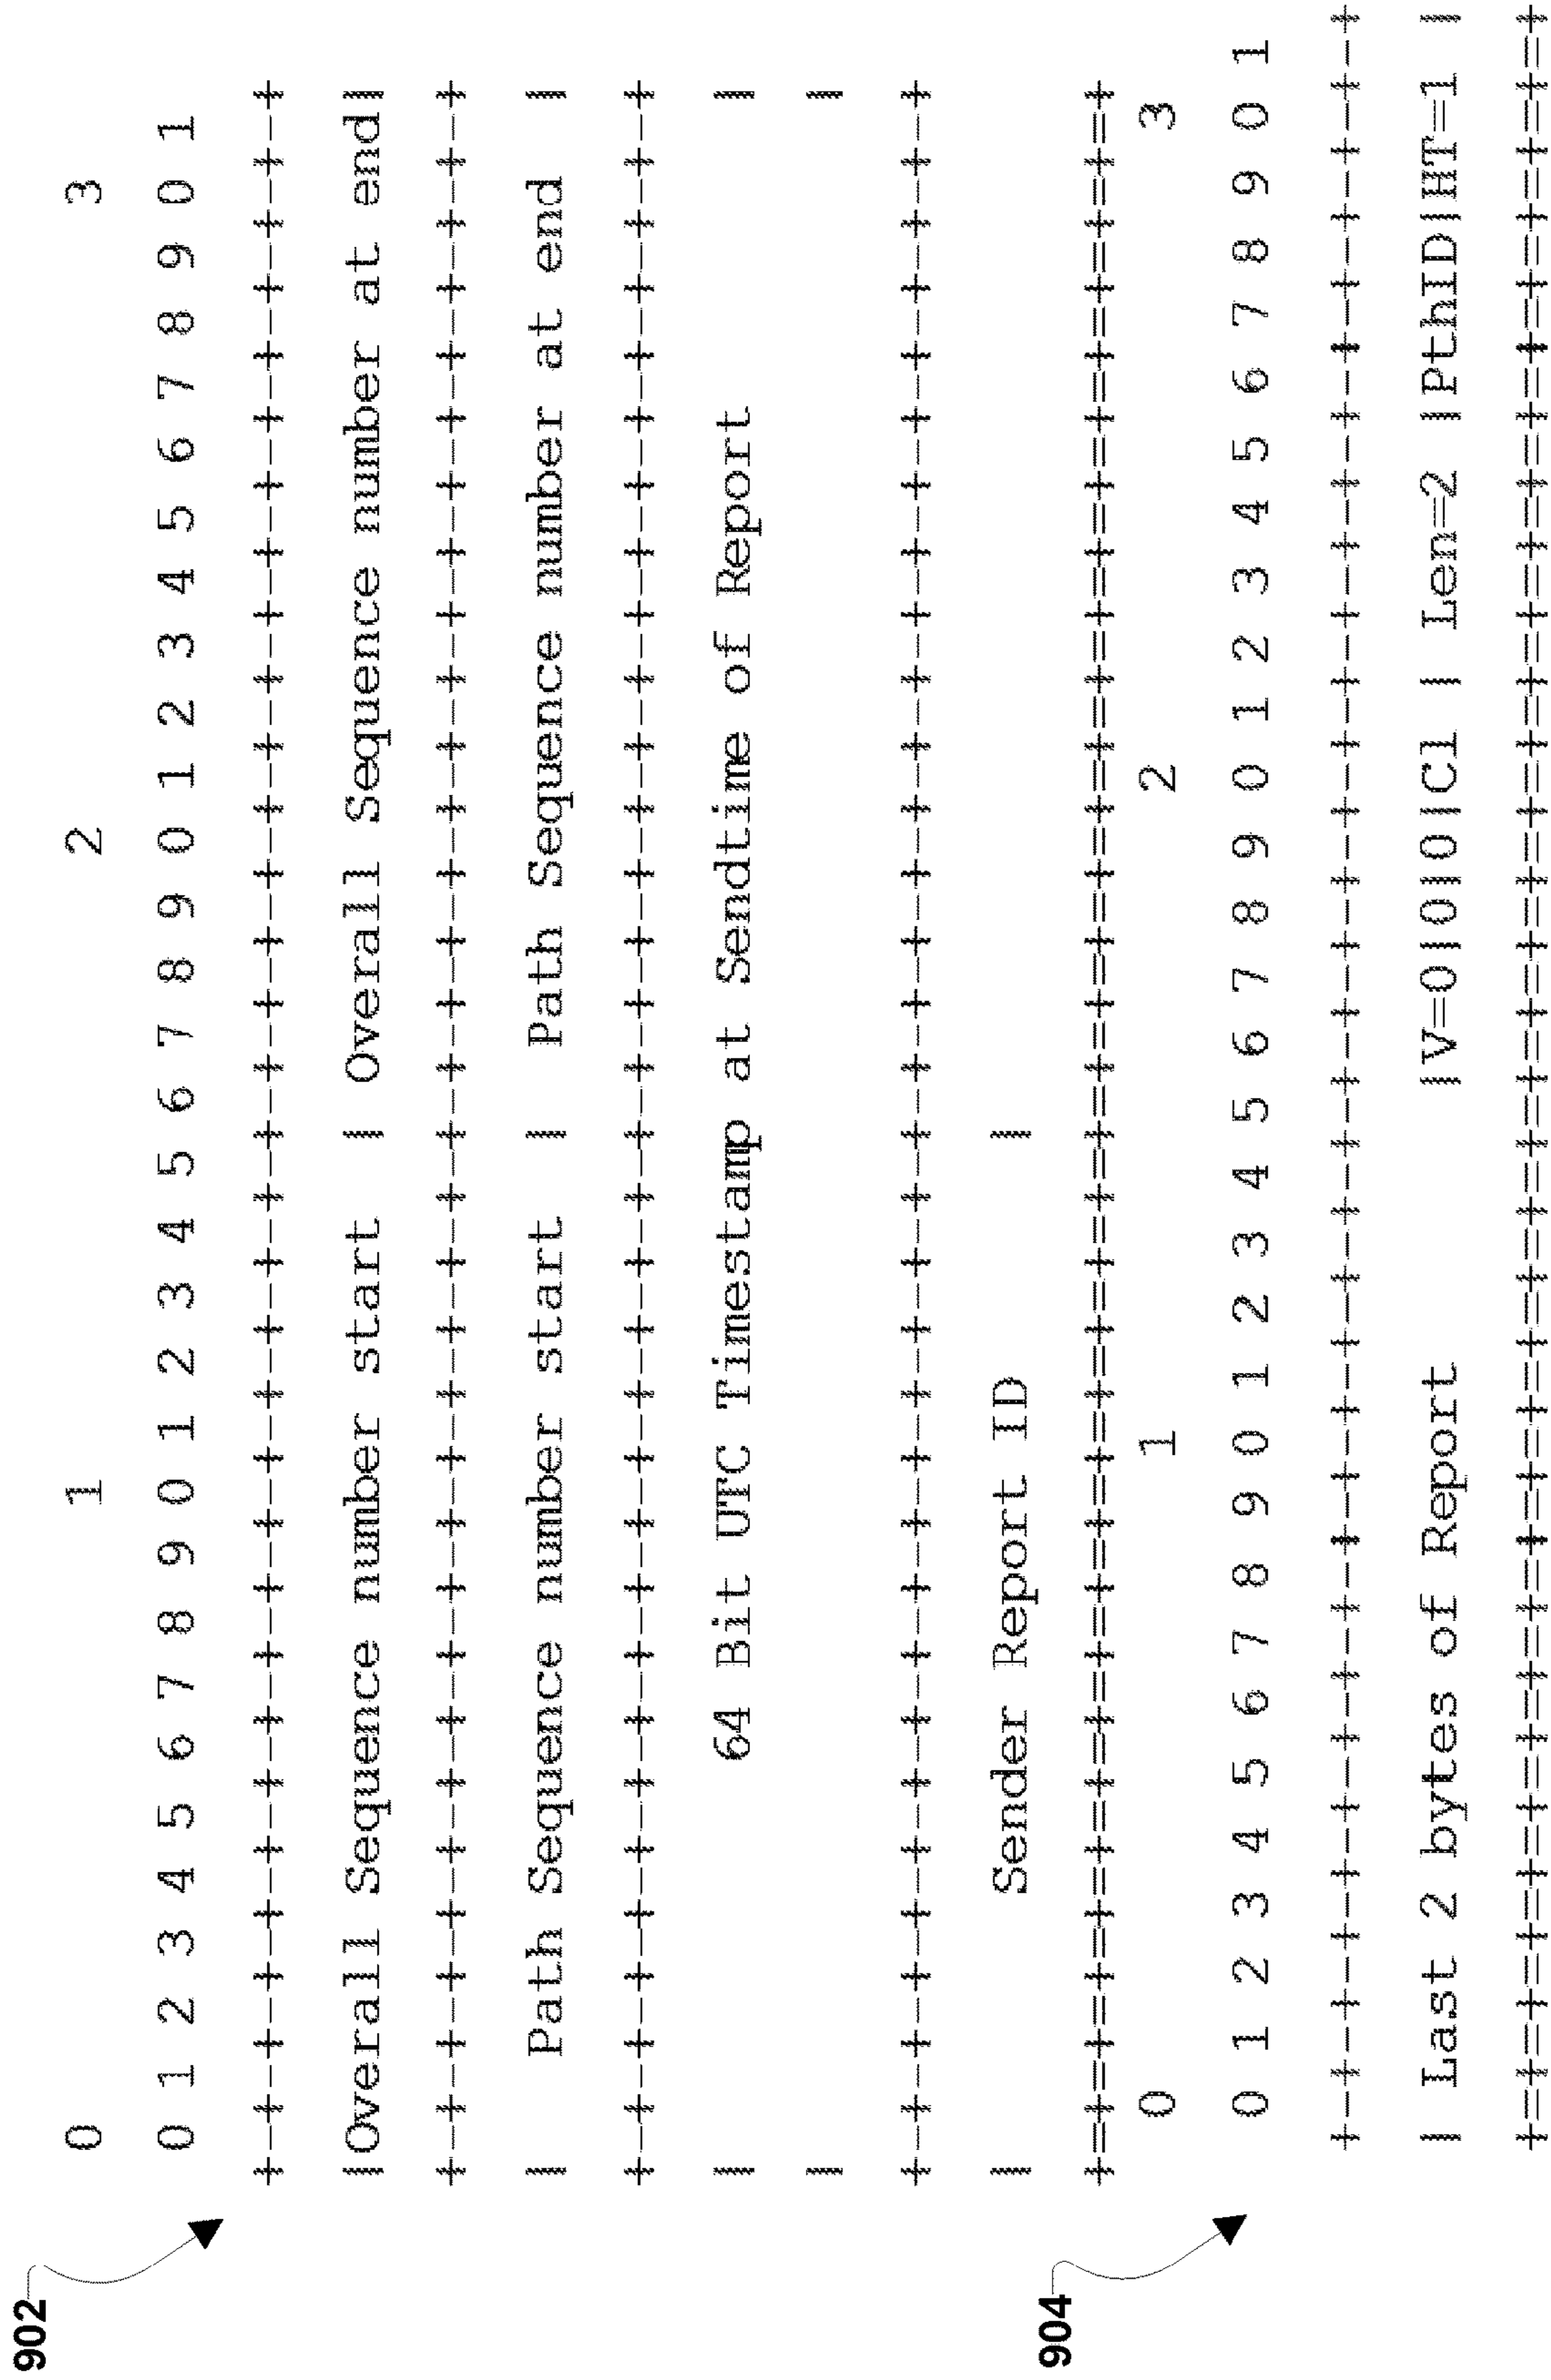 902
0 1 2 3
0 1 2 3 4 5 6 7 8 9 0 1 2 3 4 5 6 7 8 9 0 1 2 3 4 5 6 7 8 9 0 1
+-+-+-+-+-+-+-+-+-+-+-+-+-+-+-+-+-+-+-+-+-+-+-+-+-+-+-+-+-+-+-+-+
|Overall Sequence number start | Overall Sequence number at end|
+-+-+-+-+-+-+-+-+-+-+-+-+-+-+-+-+-+-+-+-+-+-+-+-+-+-+-+-+-+-+-+-+
| Path Sequence number start | Path Sequence number at end |
+-+-+-+-+-+-+-+-+-+-+-+-+-+-+-+-+-+-+-+-+-+-+-+-+-+-+-+-+-+-+-+-+
| 64 Bit UTC Timestamp at Sendtime of Report |
| |
+-+-+-+-+-+-+-+-+-+-+-+-+-+-+-+-+-+-+-+-+-+-+-+-+-+-+-+-+-+-+-+-+
| Sender Report ID |
+=+=+=+=+=+=+=+=+=+=+=+=+=+=+=+=+=+=+=+=+=+=+=+=+=+=+=+=+=+=+=+=+
904
0 1 2 3
0 1 2 3 4 5 6 7 8 9 0 1 2 3 4 5 6 7 8 9 0 1 2 3 4 5 6 7 8 9 0 1
+-+-+-+-+-+-+-+-+-+-+-+-+-+-+-+-+-+-+-+-+-+-+-+-+-+-+-+-+-+-+-+-+
| Last 2 bytes of Report |V=0|0|0|Cl | Len=2 |PthID|HT=1 |
+=+=+=+=+=+=+=+=+=+=+=+=+=+=+=+=+=+=+=+=+=+=+=+=+=+=+=+=+=+=+=+=+